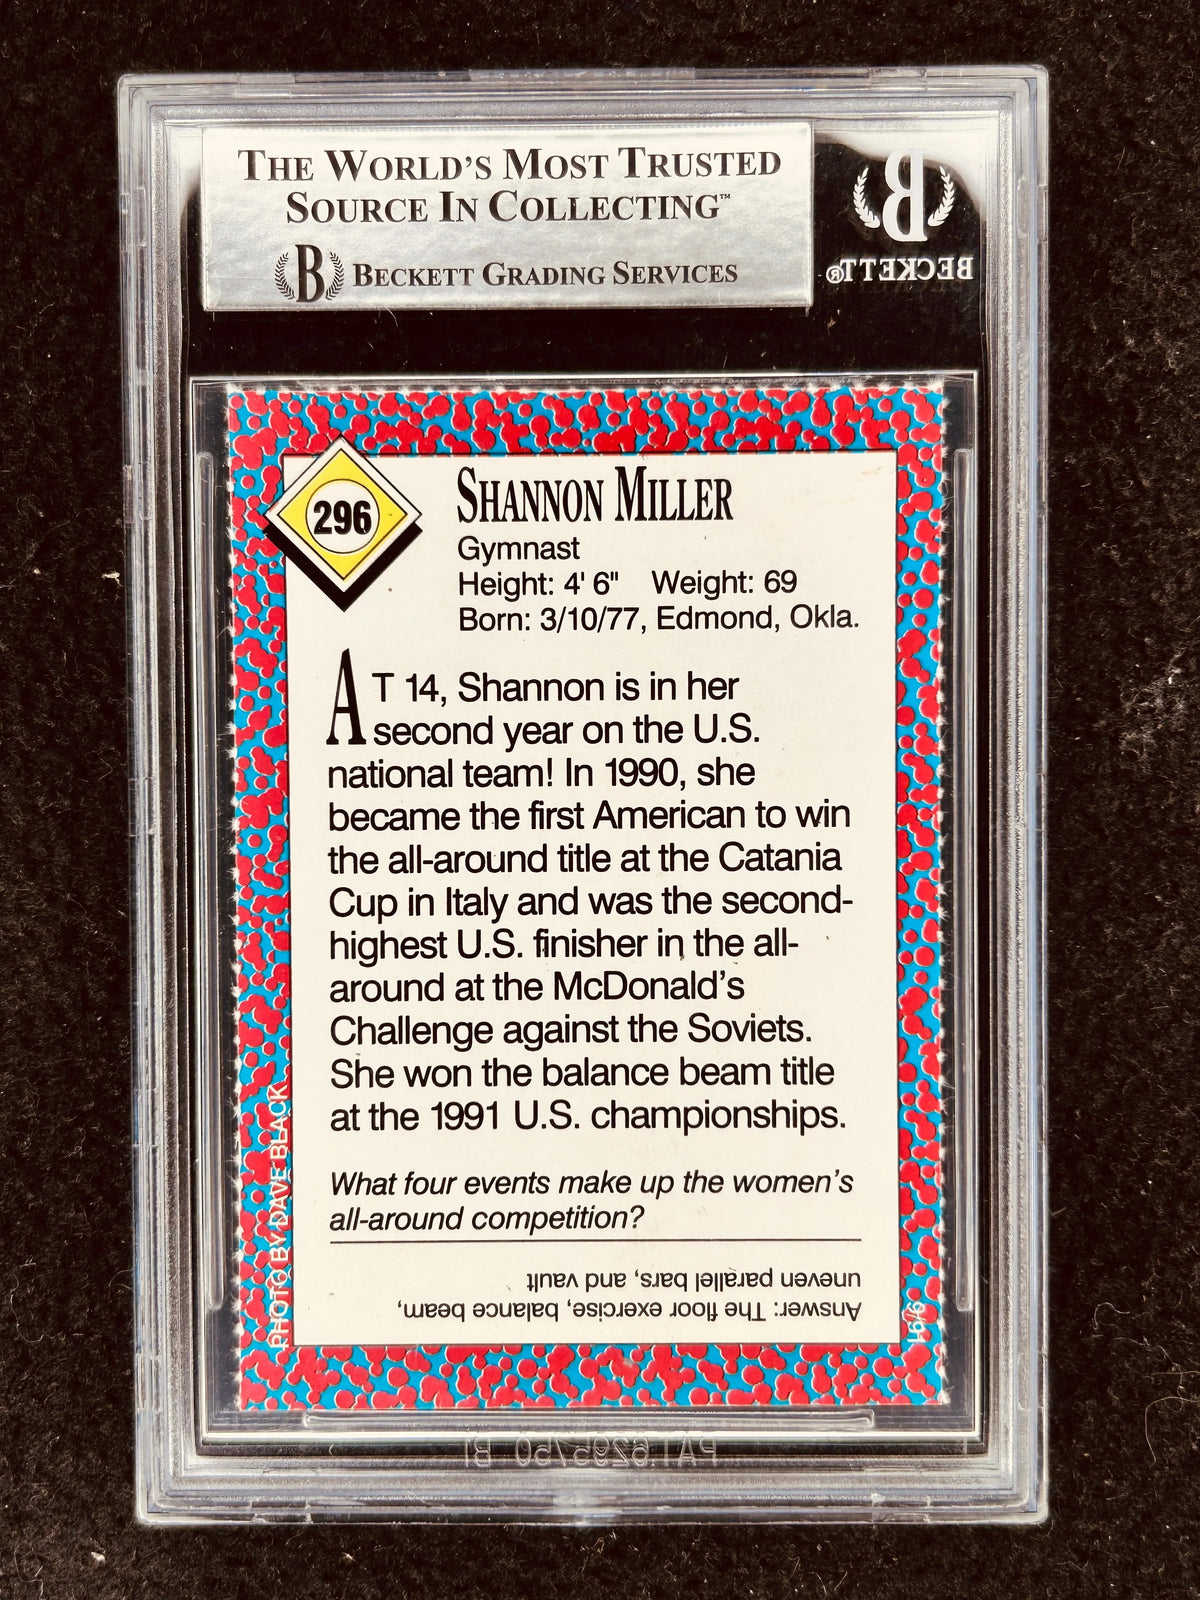 THE WORLD'S MOST TRUSTED
SOURCE IN COLLECTING™
B BECKETT GRADING SERVICES
B
BECKETT®
296
SHANNON MILLER
Gymnast
Height: 4' 6" Weight: 69
Born: 3/10/77, Edmond, Okla.
AT 14, Shannon is in her
second year on the U.S.
national team! In 1990, she
became the first American to win
the all-around title at the Catania
Cup in Italy and was the second-
highest U.S. finisher in the all-
around at the McDonald's
Challenge against the Soviets.
She won the balance beam title
at the 1991 U.S. championships.
What four events make up the women's
all-around competition?
Answer: The floor exercise, balance beam,
uneven parallel bars, and vault
PHOTO BY DAVE BLACK
9/91